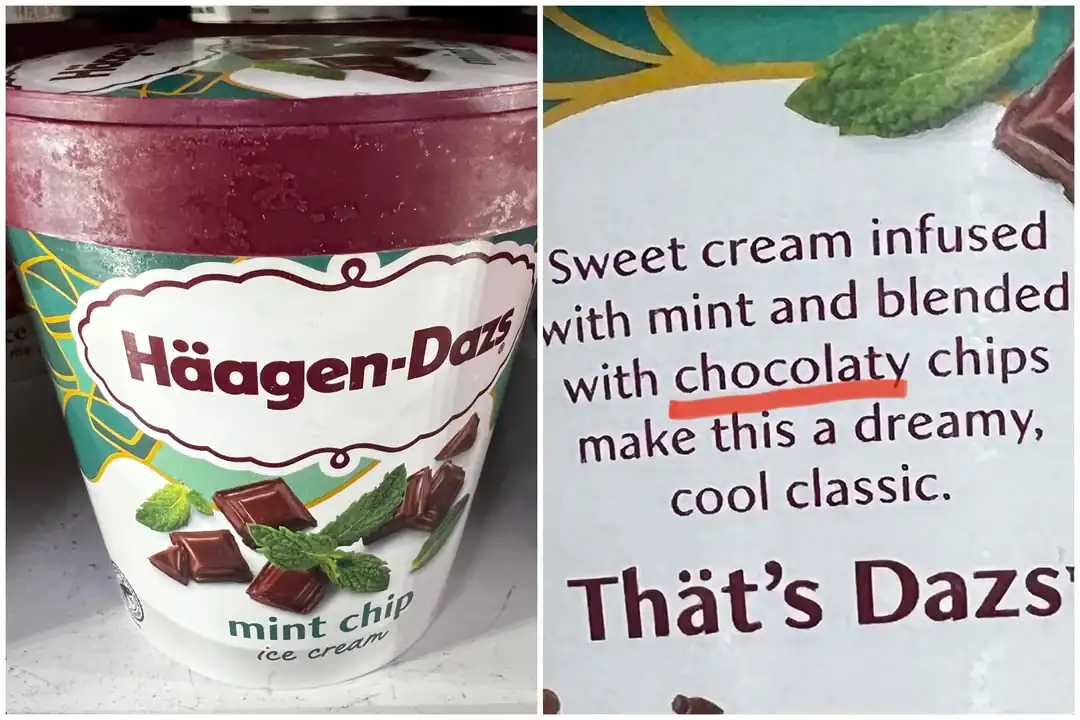 Häagen-Dazs
mint chip
ice cream
Sweet cream infused
with mint and blended
with chocolaty chips
make this a dreamy,
cool classic.
Thät's Dazs